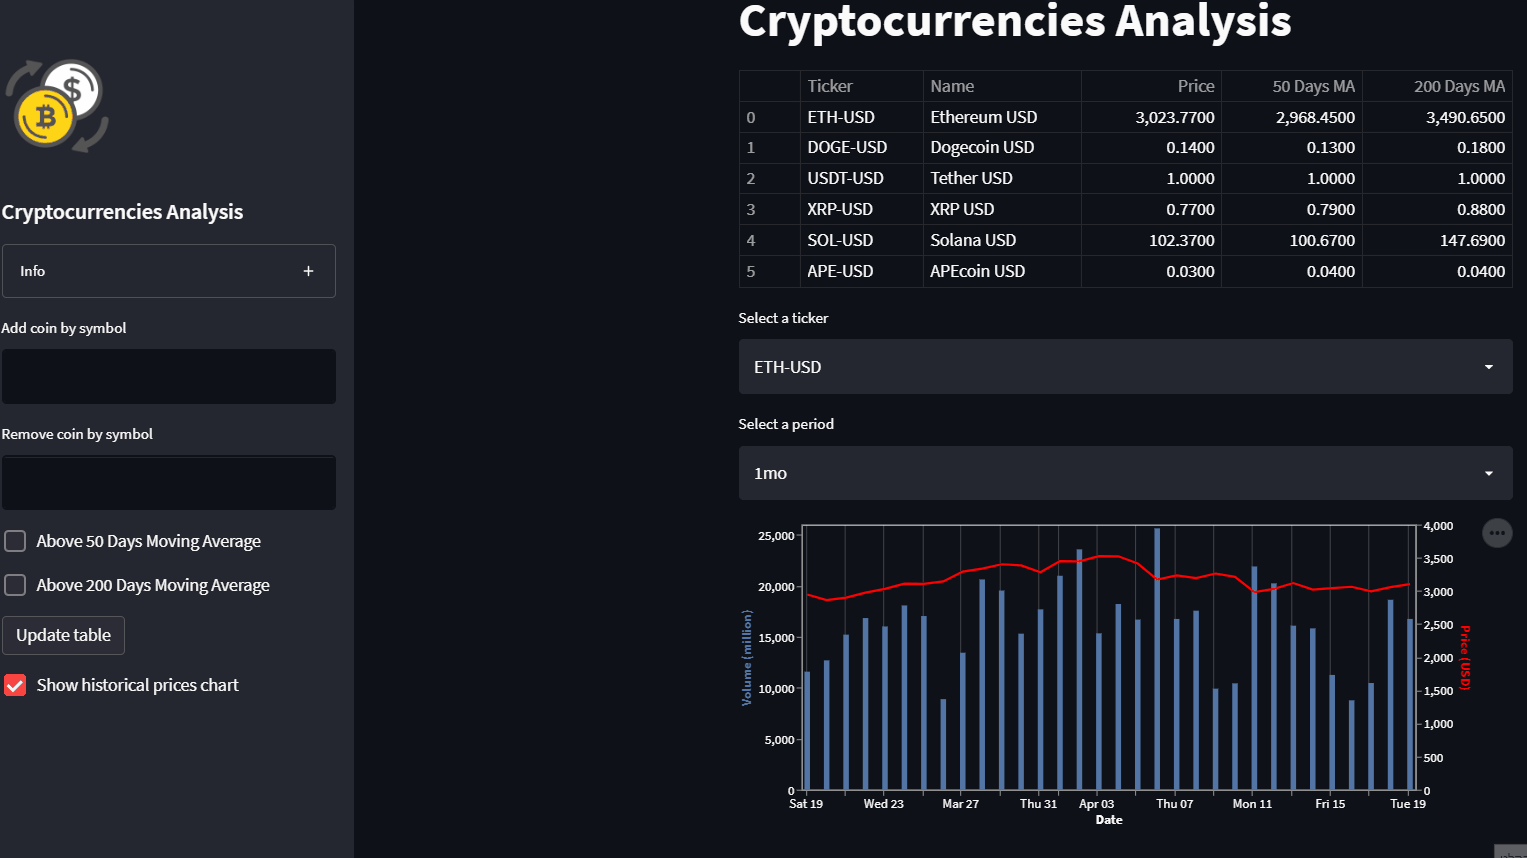 Cryptocurrencies Analysis
Info +
Add coin by symbol
Remove coin by symbol
Above 50 Days Moving Average
Above 200 Days Moving Average
Update table
Show historical prices chart
Cryptocurrencies Analysis
Ticker Name Price 50 Days MA 200 Days MA
0 ETH-USD Ethereum USD 3,023.7700 2,968.4500 3,490.6500
1 DOGE-USD Dogecoin USD 0.1400 0.1300 0.1800
2 USDT-USD Tether USD 1.0000 1.0000 1.0000
3 XRP-USD XRP USD 0.7700 0.7900 0.8800
4 SOL-USD Solana USD 102.3700 100.6700 147.6900
5 APE-USD APEcoin USD 0.0300 0.0400 0.0400
Select a ticker
ETH-USD
Select a period
1mo
Volume (million)
25,000
20,000
15,000
10,000
5,000
0
4,000
3,500
3,000
2,500
2,000
1,500
1,000
500
0
Price (USD)
Sat 19 Wed 23 Mar 27 Thu 31 Apr 03 Thu 07 Mon 11 Fri 15 Tue 19
Date